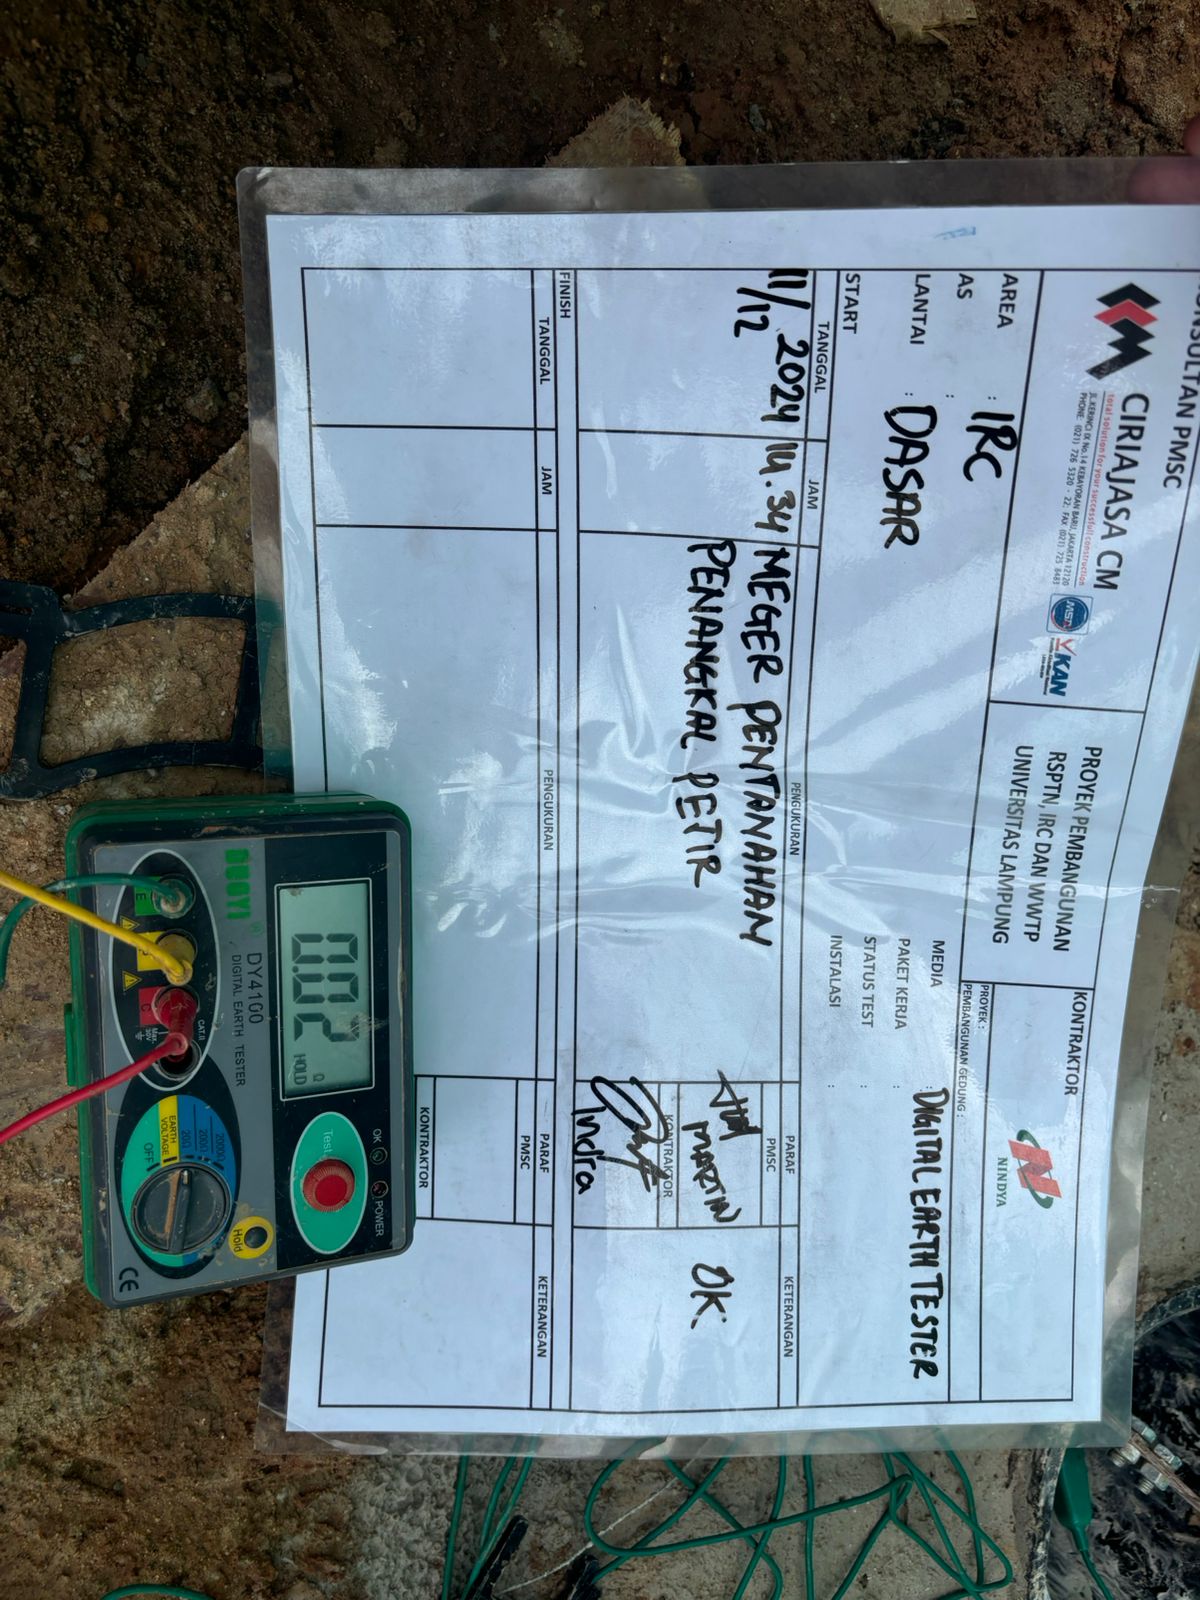 KONSULTAN PMSC
CIRIAJASA CM
total solution for your successfull construction
JL.KERINCI IX No.14 KEBAYORAN BARU, JAKARTA 12120
PHONE: (021) 726 5320 - 22: FAX (021) 725 8483
KAN
PROYEK PEMBANGUNAN
RSPTN, IRC DAN WWTP
UNIVERSITAS LAMPUNG
KONTRAKTOR
NINDYA
PROYEK :
PEMBANGUNAN GEDUNG :
AREA : IRC
AS :
LANTAI : DASAR
MEDIA : DIGITAL EARTH TESTER
PAKET KERJA :
STATUS TEST :
INSTALASI :
START
TANGGAL JAM PENGUKURAN PARAF KETERANGAN
PMSC
11/12 2024 14.34 MEGER PENTANAHAN
PENANGKAL PETIR
MARTIN
OK.
KONTRAKTOR
Indra
FINISH
TANGGAL JAM PENGUKURAN PARAF KETERANGAN
PMSC
KONTRAKTOR
DUOYI ®
DY4100
DIGITAL EARTH TESTER
0.02
Ω
HOLD
OK POWER
Test
E
C
CAT.II
2000Ω
200Ω
20Ω
EARTH
VOLTAGE
OFF
Hold
CE